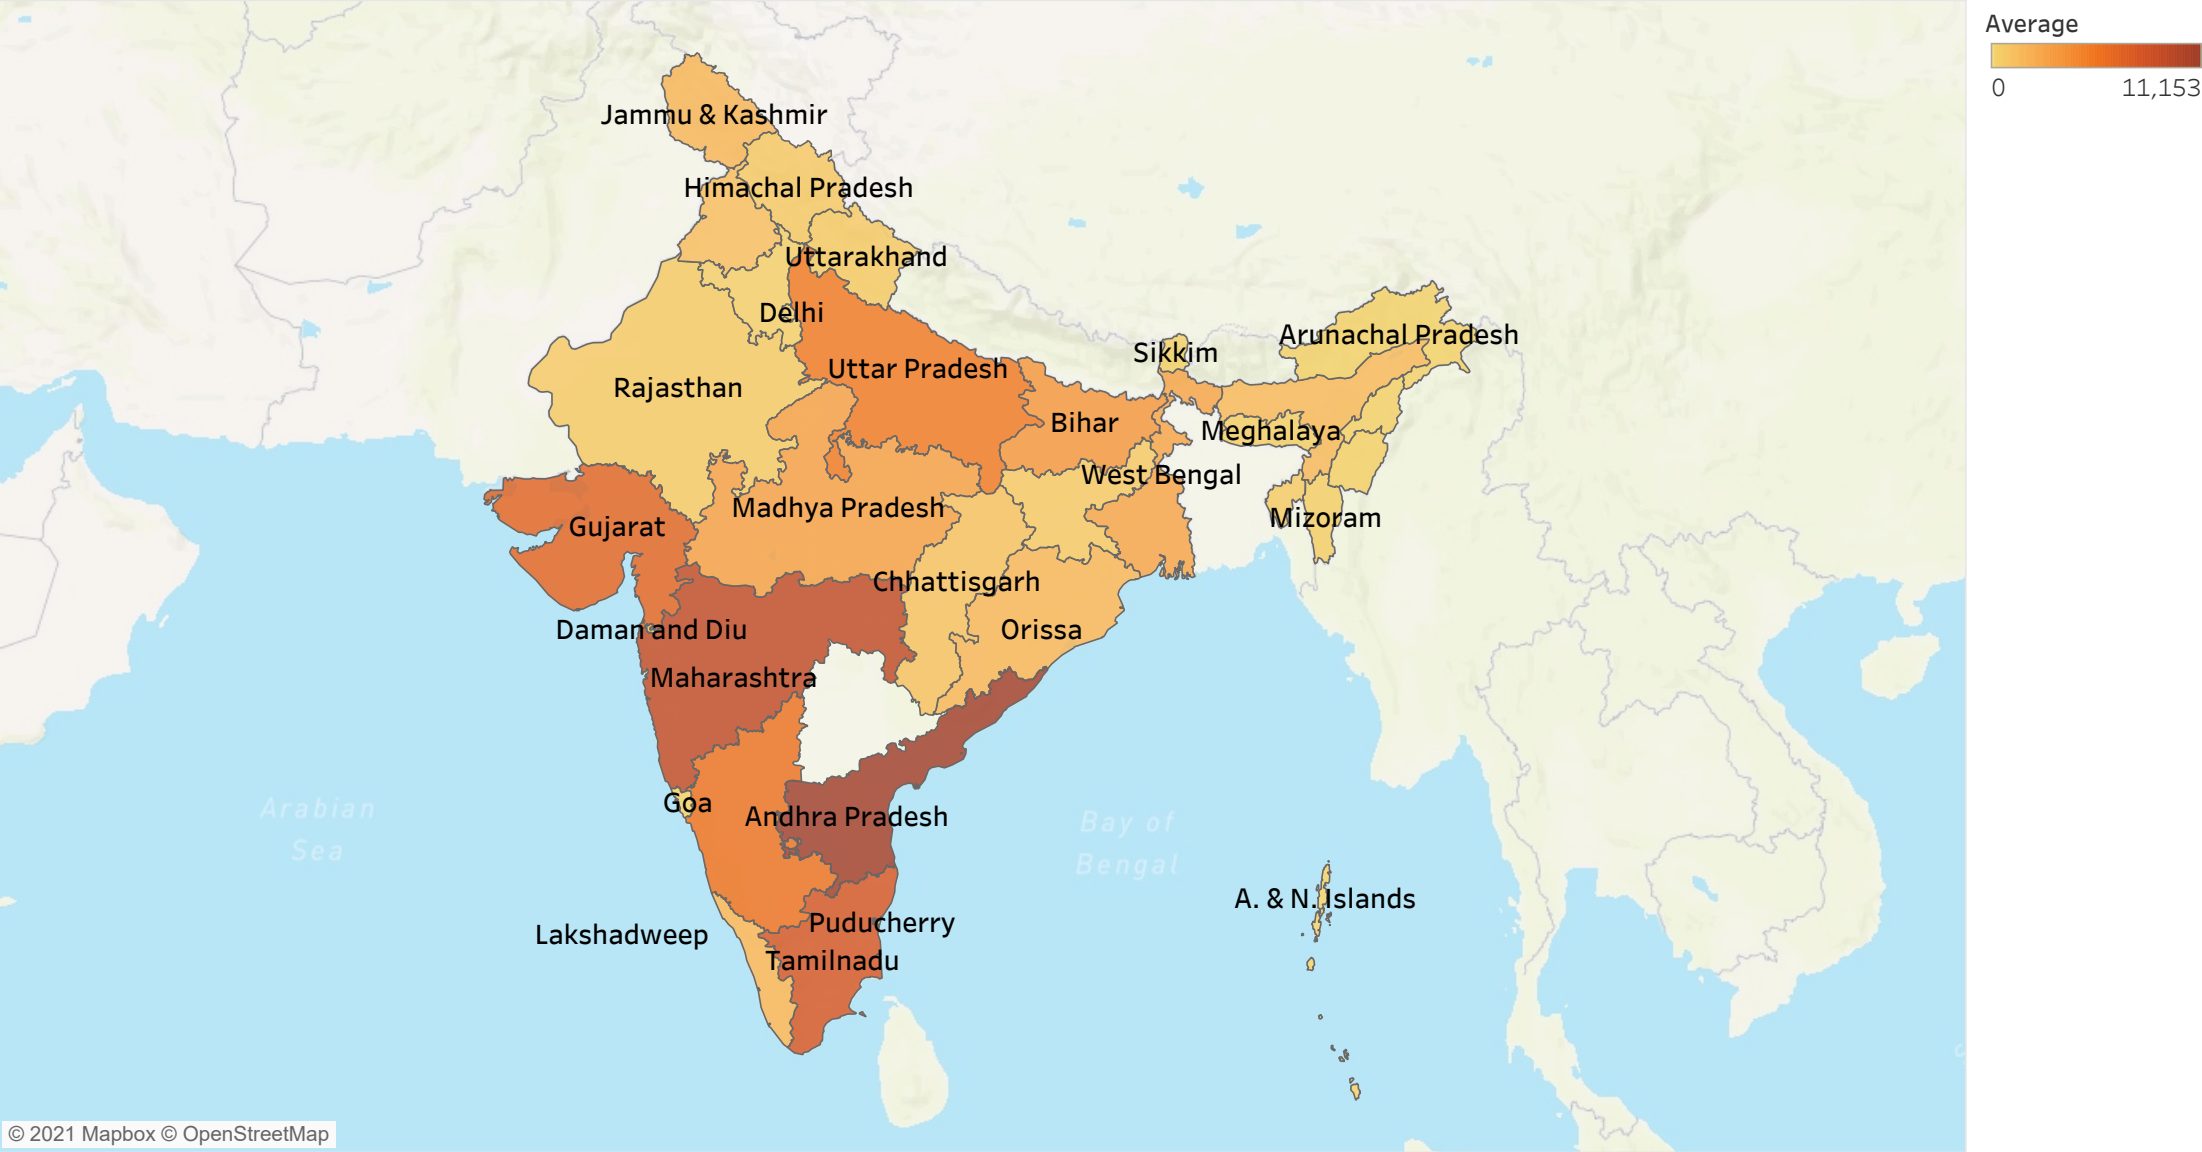 Average
0 11,153
Jammu & Kashmir
Himachal Pradesh
Uttarakhand
Delhi
Arunachal Pradesh
Sikkim
Uttar Pradesh
Rajasthan
Bihar
Meghalaya
West Bengal
Madhya Pradesh
Mizoram
Gujarat
Chhattisgarh
Daman and Diu
Orissa
Maharashtra
Goa
Andhra Pradesh
Arabian
Sea
Bay of
Bengal
A. & N. Islands
Puducherry
Lakshadweep
Tamilnadu
© 2021 Mapbox © OpenStreetMap